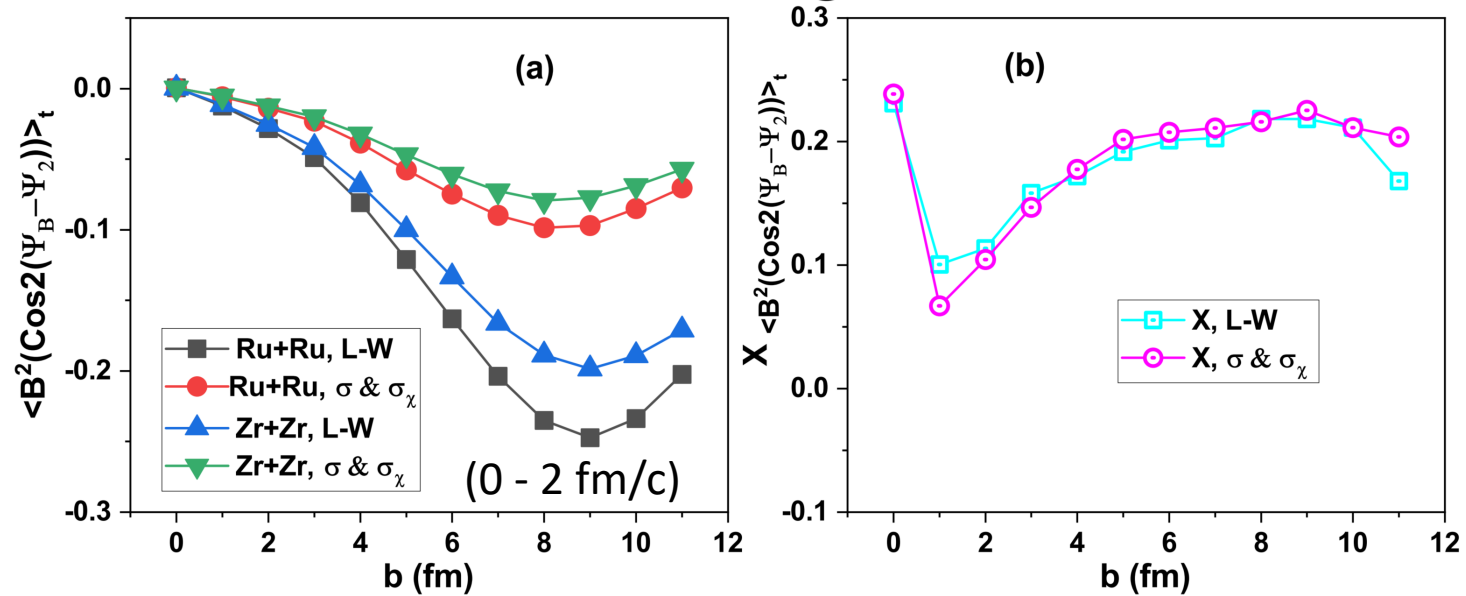 (a)
<B²(Cos2(Ψ_B−Ψ_2))>_t
0.0
-0.1
-0.2
-0.3
Ru+Ru, L-W
Ru+Ru, σ & σ_χ
Zr+Zr, L-W
Zr+Zr, σ & σ_χ
(0 - 2 fm/c)
0 2 4 6 8 10 12
b (fm)
(b)
X <B²(Cos2(Ψ_B−Ψ_2))>_t
0.3
0.2
0.1
0.0
-0.1
X, L-W
X, σ & σ_χ
0 2 4 6 8 10 12
b (fm)